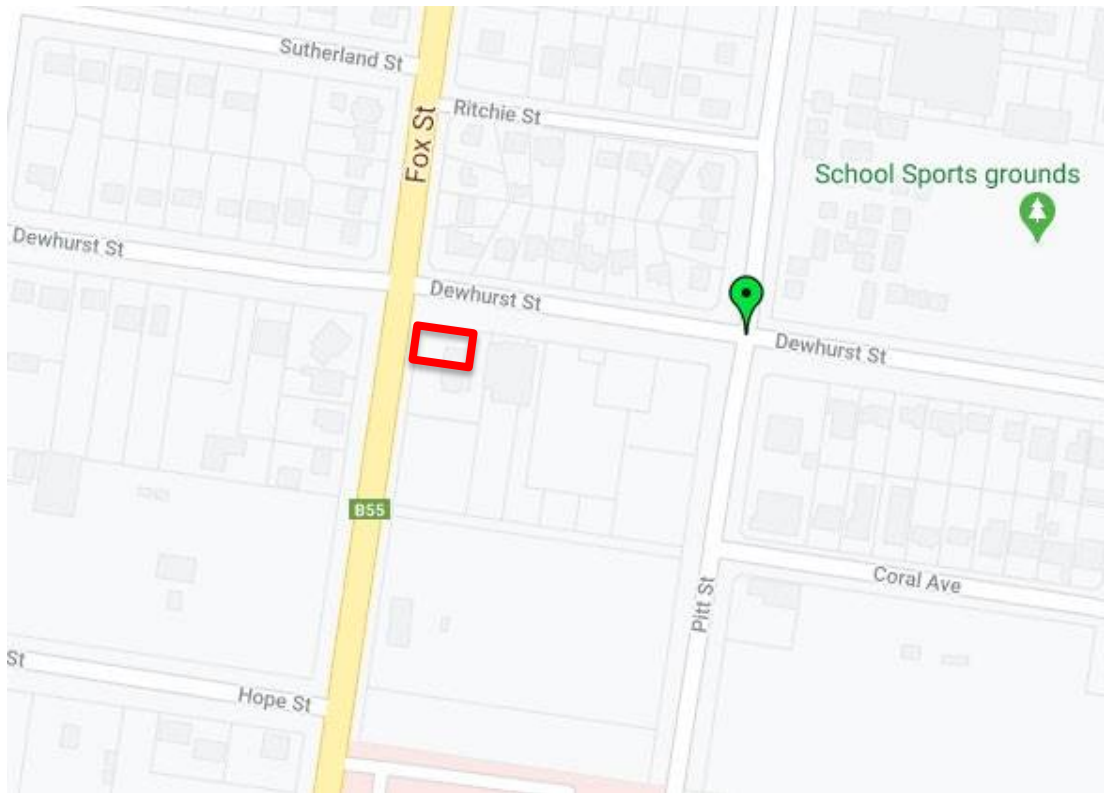 Sutherland St
Fox St
Ritchie St
School Sports grounds
Dewhurst St
Dewhurst St
Dewhurst St
B55
Coral Ave
Pitt St
St
Hope St